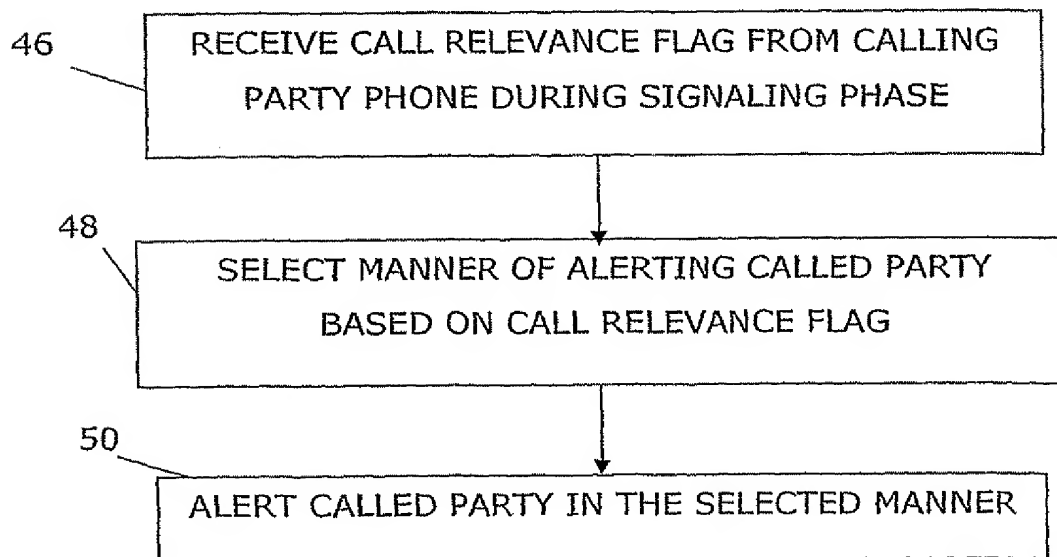 46
RECEIVE CALL RELEVANCE FLAG FROM CALLING
PARTY PHONE DURING SIGNALING PHASE
48
SELECT MANNER OF ALERTING CALLED PARTY
BASED ON CALL RELEVANCE FLAG
50
ALERT CALLED PARTY IN THE SELECTED MANNER